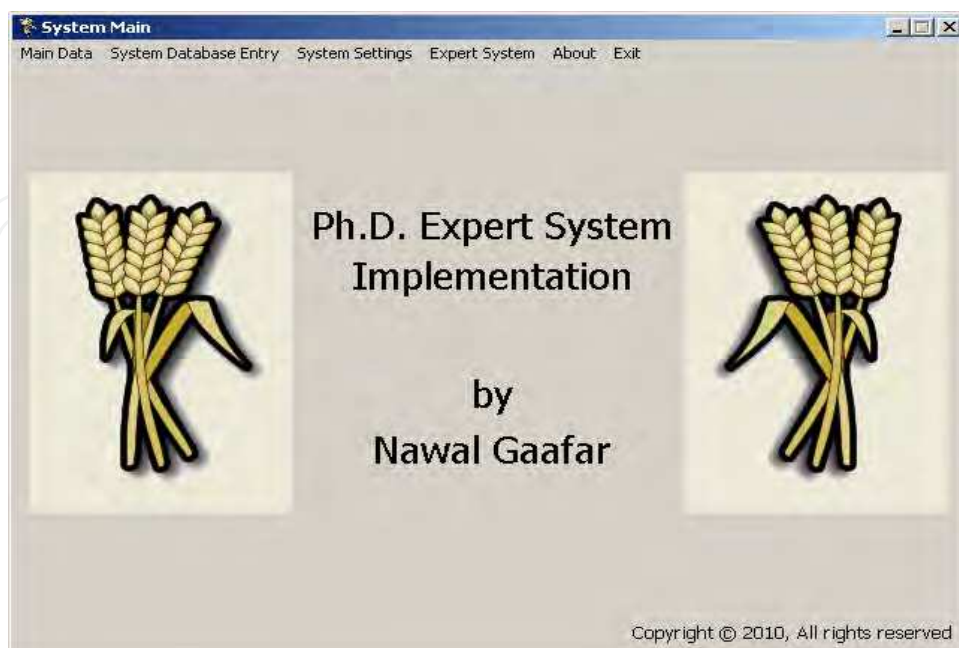 System Main
Main Data System Database Entry System Settings Expert System About Exit
Ph.D. Expert System
Implementation
by
Nawal Gaafar
Copyright © 2010, All rights reserved